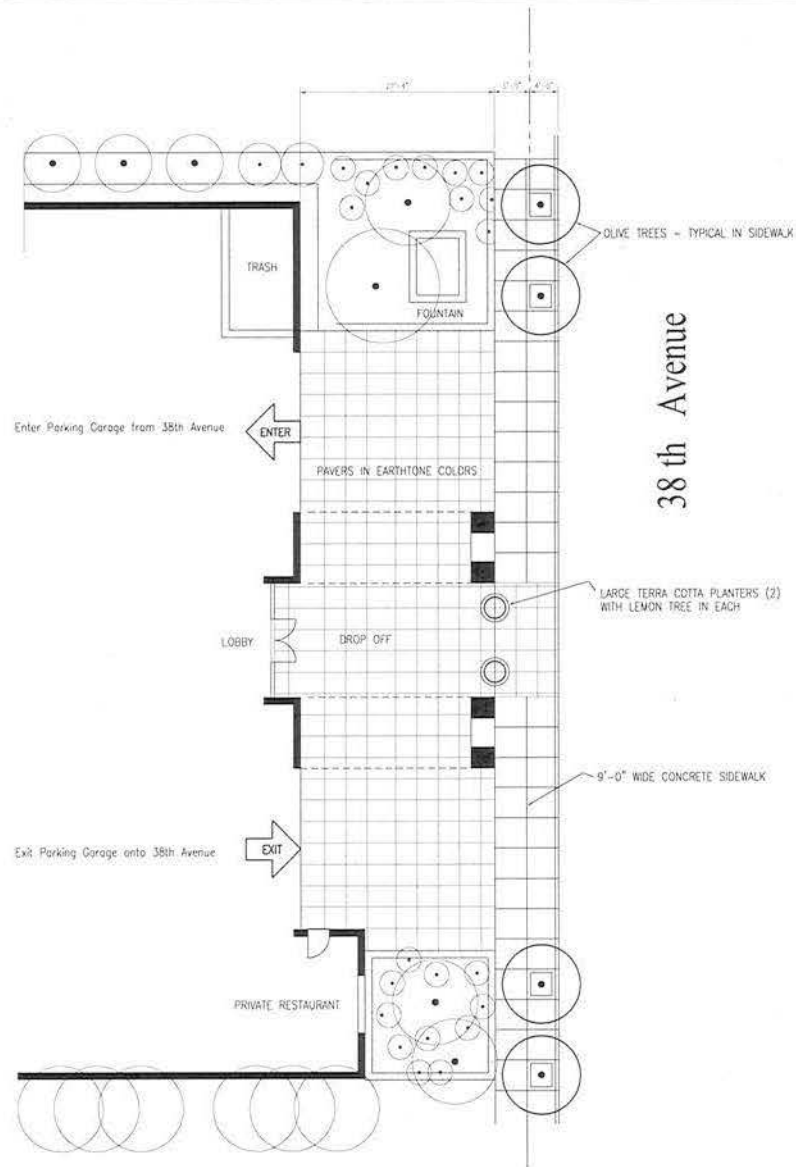 OLIVE TREES - TYPICAL IN SIDEWALK
TRASH
FOUNTAIN
38 th Avenue
Enter Parking Garage from 38th Avenue
ENTER
PAVERS IN EARTHTONE COLORS
LARGE TERRA COTTA PLANTERS (2)
WITH LEMON TREE IN EACH
LOBBY
DROP OFF
9'-0" WIDE CONCRETE SIDEWALK
Exit Parking Garage onto 38th Avenue
EXIT
PRIVATE RESTAURANT